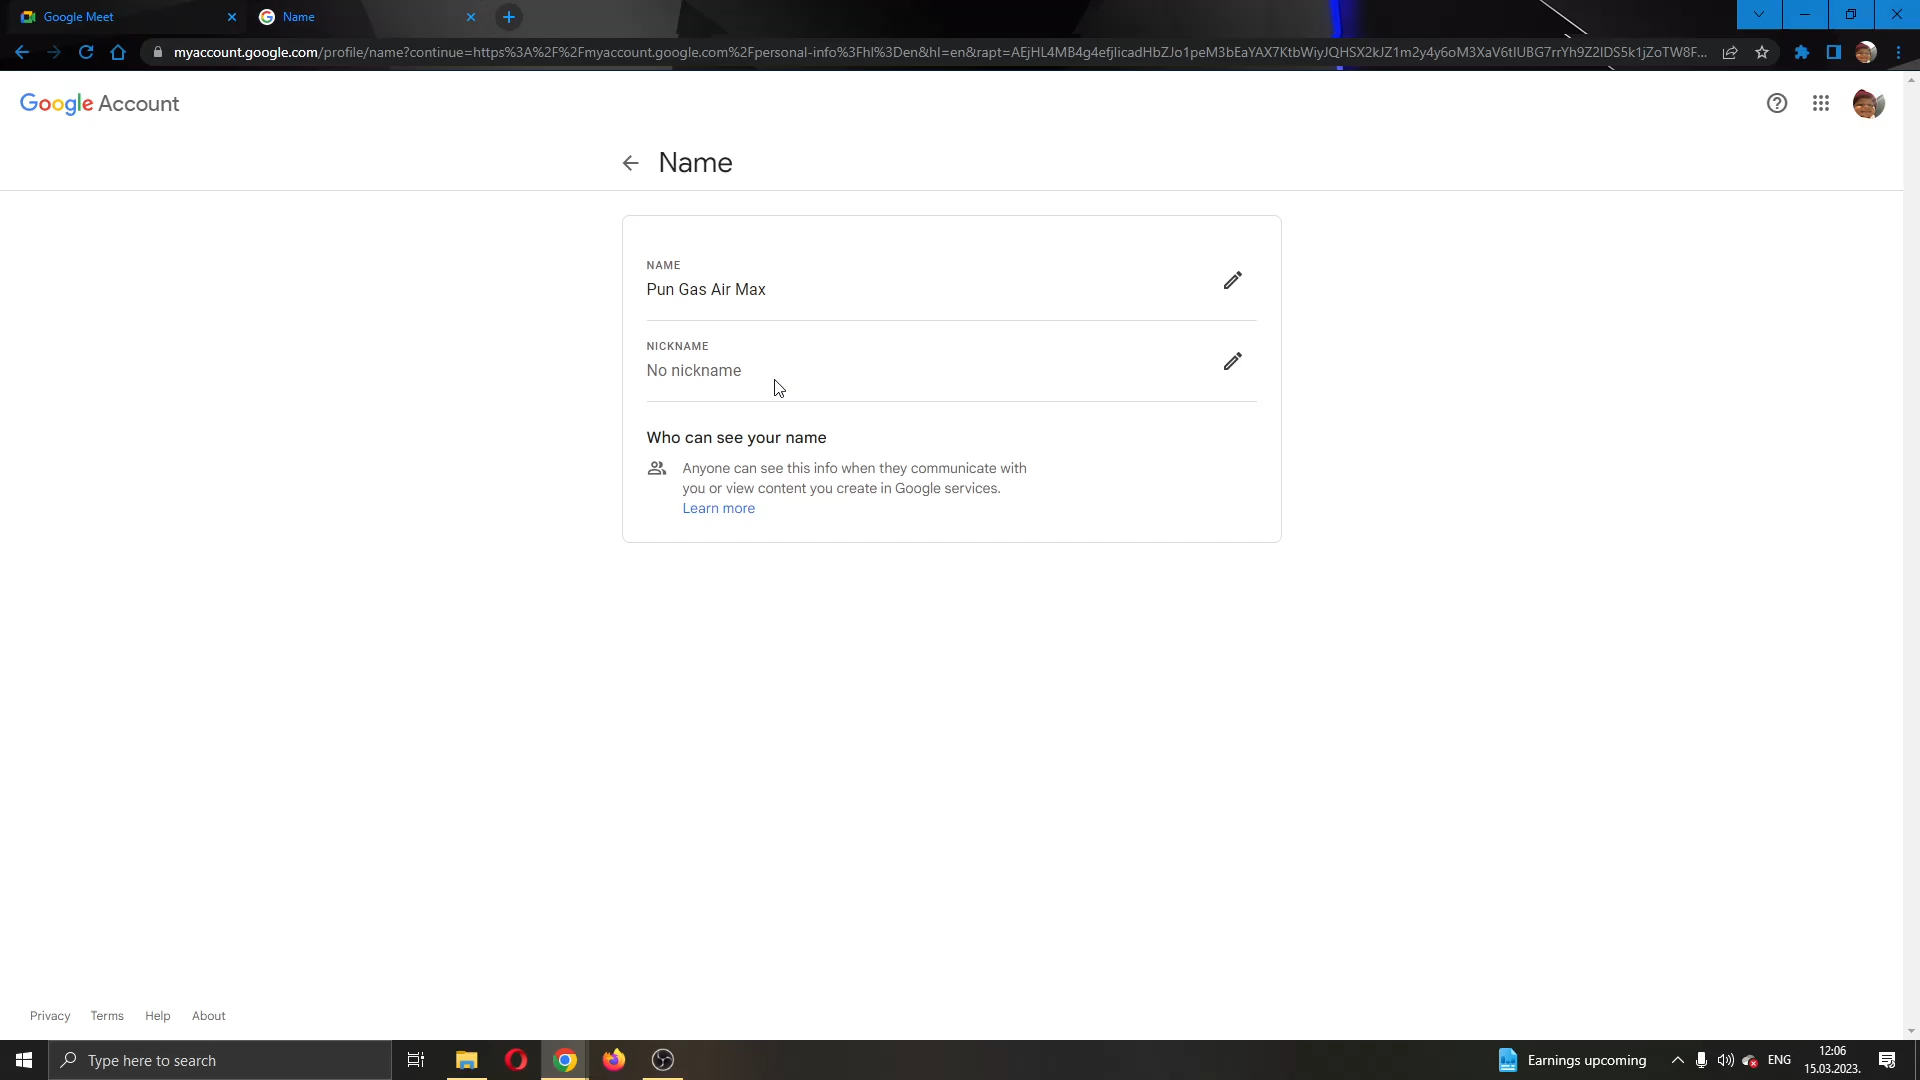 Google Meet
Name
myaccount.google.com/profile/name?continue=https%3A%2F%2Fmyaccount.google.com%2Fpersonal-info%3Fhl%3Den&hl=en&rapt=
Google Account
Name
NAME
Pun Gas Air Max
NICKNAME
No nickname
Who can see your name
Anyone can see this info when they communicate with
you or view content you create in Google services.
Learn more
Privacy Terms Help About
Type here to search
Earnings upcoming
ENG
12:06
15.03.2023.